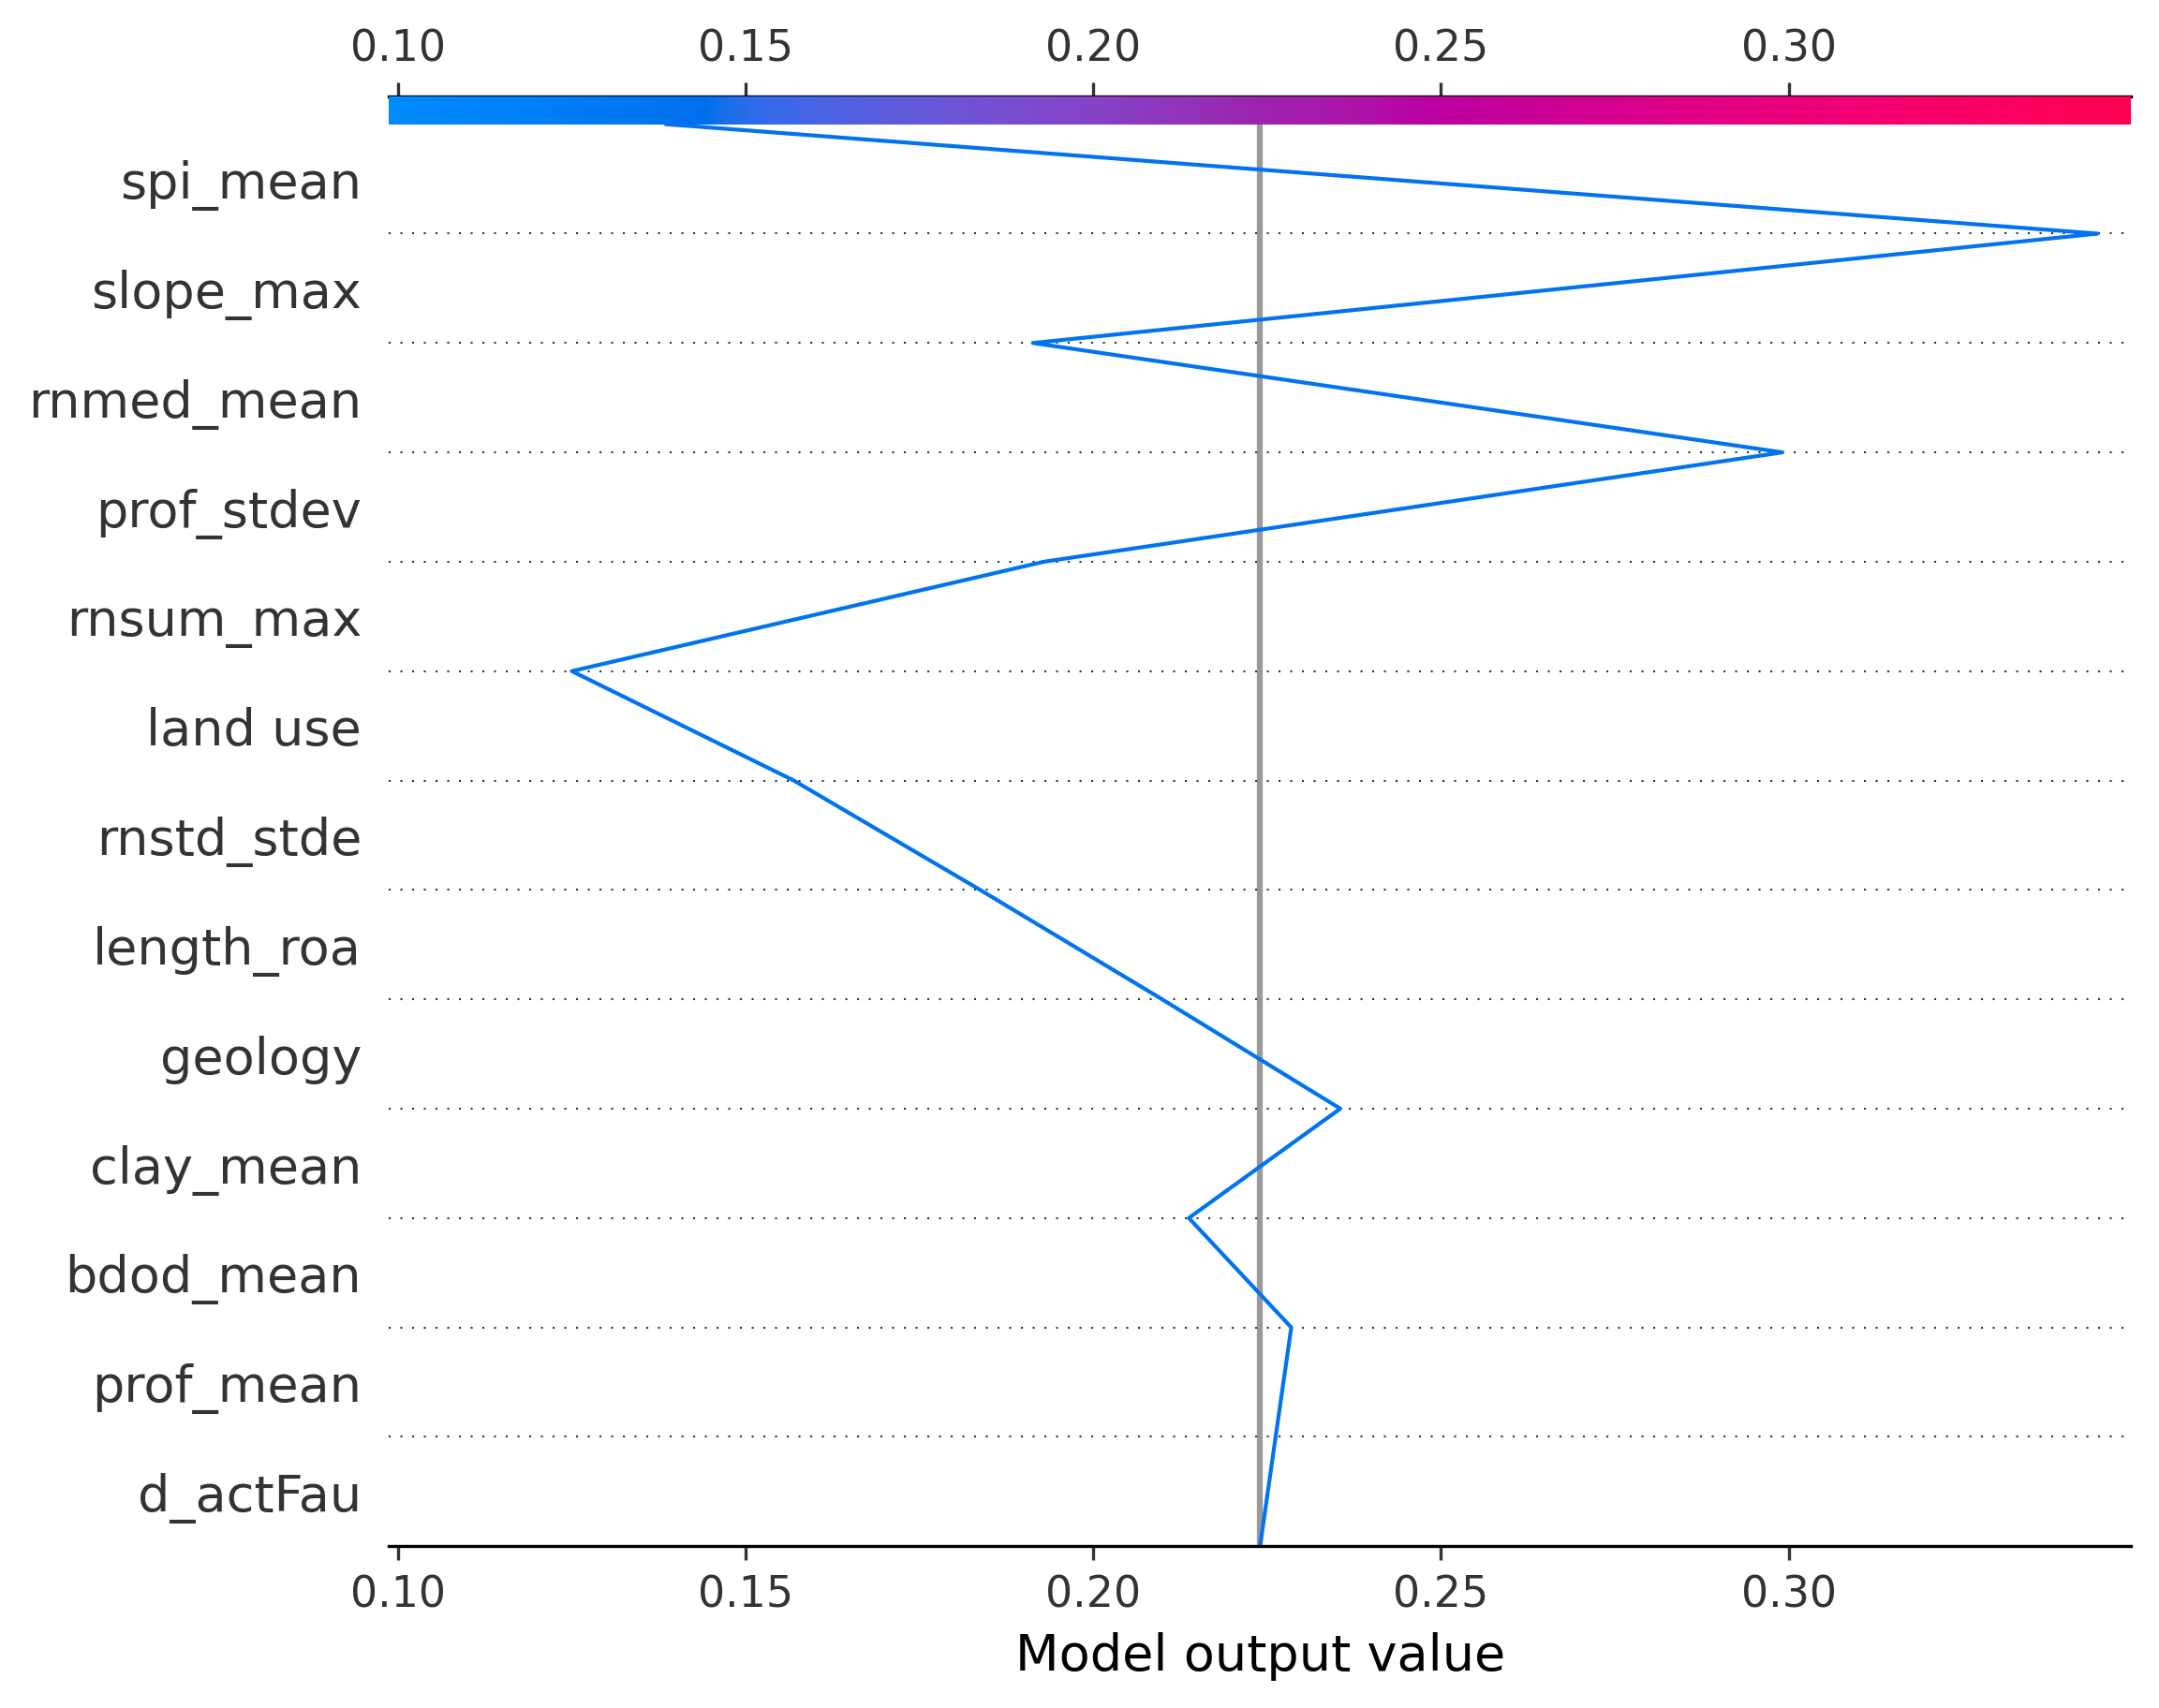 0.10 0.15 0.20 0.25 0.30
spi_mean
slope_max
rnmed_mean
prof_stdev
rnsum_max
land use
rnstd_stde
length_roa
geology
clay_mean
bdod_mean
prof_mean
d_actFau
0.10 0.15 0.20 0.25 0.30
Model output value